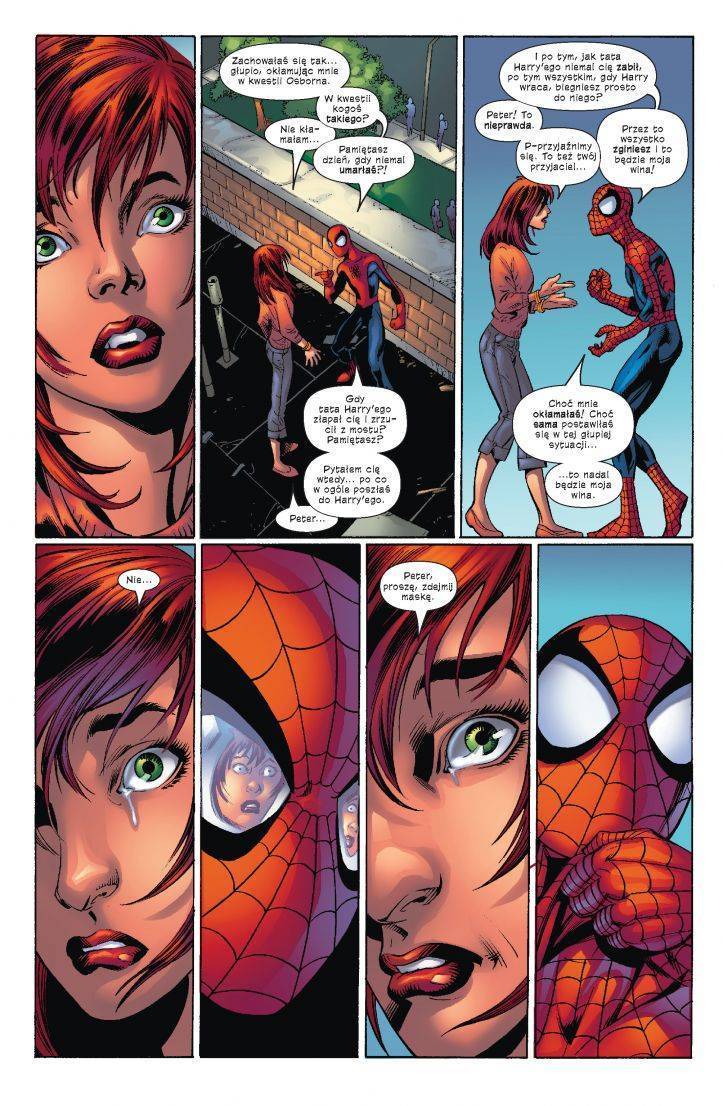 Zachowałaś się tak...
głupio, okłamując mnie
w kwestii Osborna.
W kwestii
kogoś
takiego?
Nie kła-
małam...
Pamiętasz
dzień, gdy niemal
umarłaś?!
Gdy
tata Harry'ego
złapał cię i zrzu-
cił z mostu?
Pamiętasz?
Pytałem cię
wtedy... po co
w ogóle poszłaś
do Harry'ego.
Peter...
I po tym, jak tata
Harry'ego niemal cię zabił,
po tym wszystkim, gdy Harry
wraca, biegniesz prosto
do niego?
Peter! To
nieprawda.
P-przyjaźnimy
się. To też twój
przyjaciel...
Przez to
wszystko
zginiesz i to
będzie moja
wina!
Choć mnie
okłamałaś! Choć
sama postawiłaś
się w tej głupiej
sytuacji...
...to nadal
będzie moja
wina.
Nie...
Peter,
proszę, zdejmij
maskę.